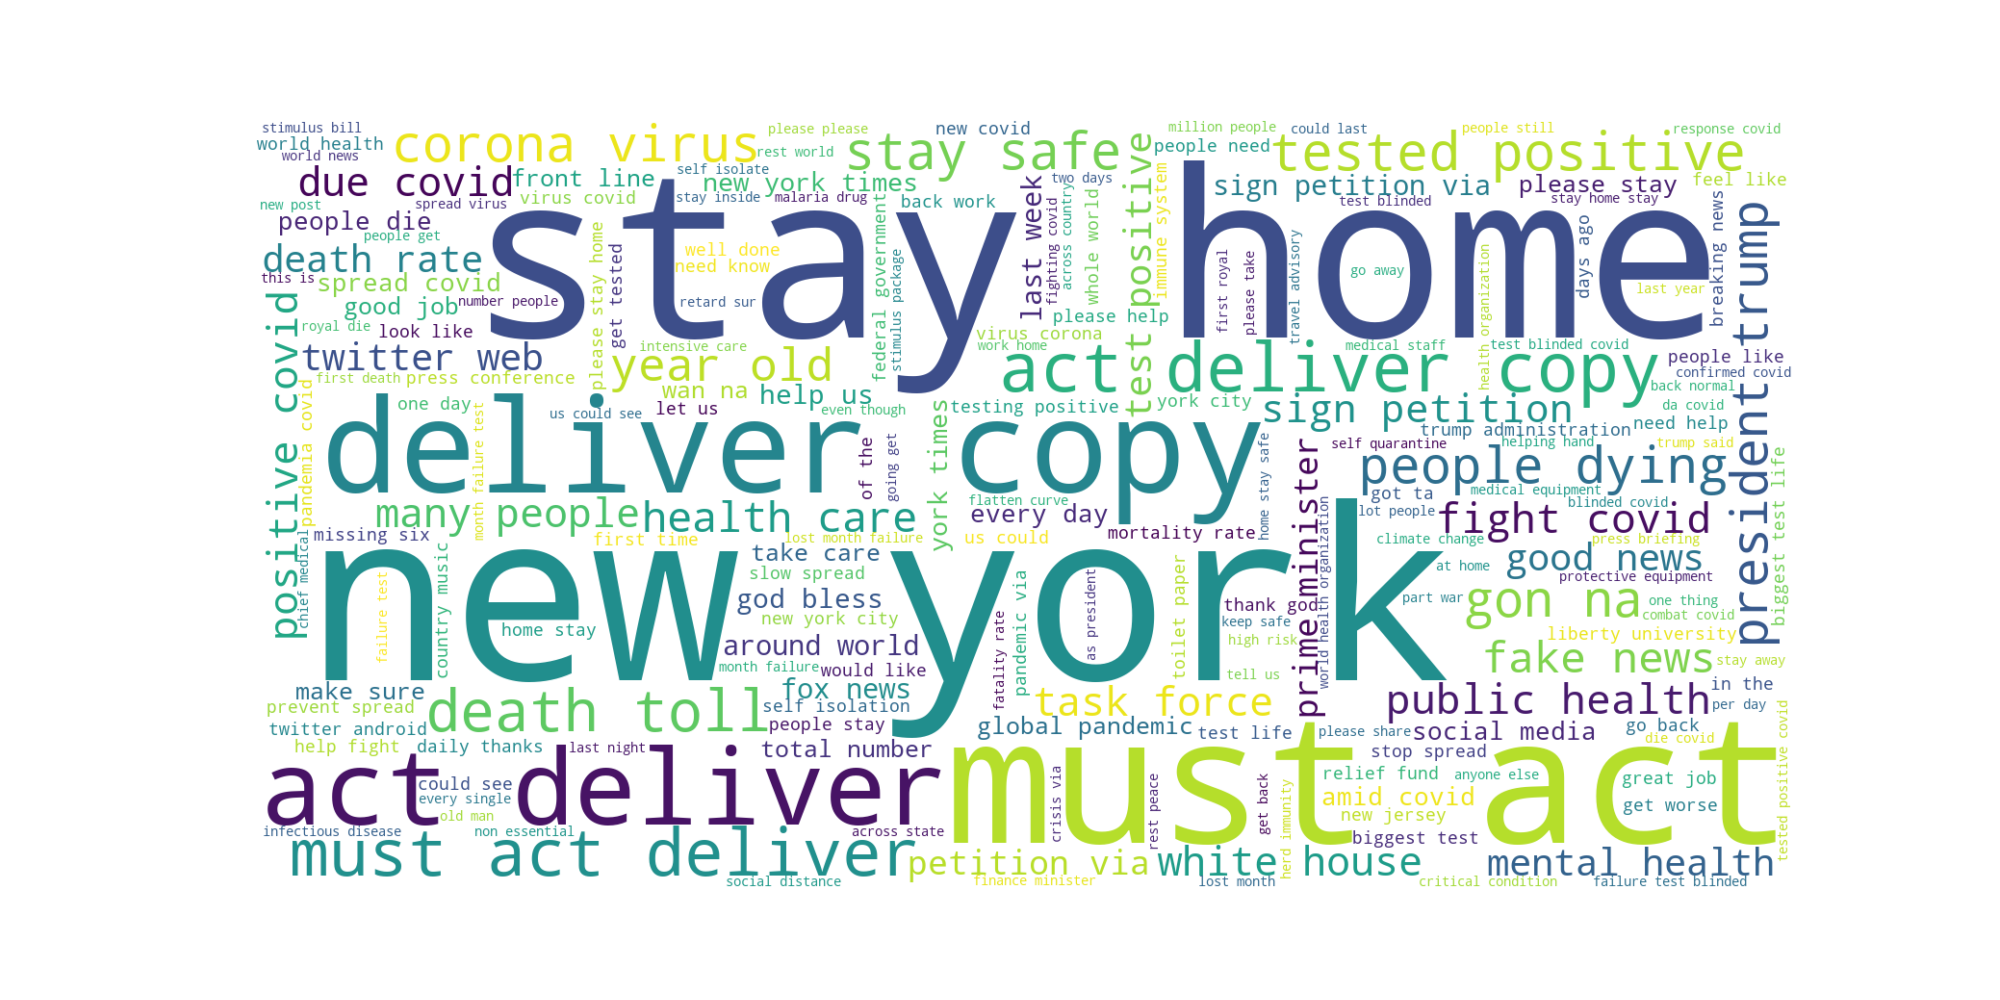 stimulus bill
world health
world news
corona virus
please please
rest world
new covid
stay safe
million people
people need
could last
people still
response covid
tested positive
due covid
front line
self isolate
new york times
two days
sign petition via
please stay
feel like
new post
spread virus
virus covid
stay inside
malaria drug
back work
test blinded
stay home stay
people die
people get
stay home
death rate
well done
need know
this is
spread covid
number people
retard sur
go away
last year
good job
royal die
look like
please help
virus corona
twitter web
intensive care
work home
medical staff
test blinded covid
people like
confirmed covid
first death
press conference
year old
act deliver copy
back normal
wan na
help us
one day
us could see
let us
even though
testing positive
york city
sign petition
da covid
need help
trump administration
self quarantine
helping hand
trump said
deliver copy
people dying
medical equipment
got ta
blinded covid
many people
health care
flatten curve
every day
lot people
fight covid
missing six
first time
lost month failure
us could
mortality rate
climate change
press briefing
take care
good news
slow spread
at home
protective equipment
new york
god bless
new york city
thank god
keep safe
part war
gon na
one thing
combat covid
home stay
around world
high risk
liberty university
month failure
would like
tell us
fake news
stay away
make sure
fox news
task force
public health
in the
prevent spread
death toll
self isolation
per day
twitter android
people stay
global pandemic
test life
please share
social media
go back
help fight
daily thanks
last night
total number
stop spread
die covid
act deliver
must act
could see
relief fund
anyone else
great job
every single
amid covid
get worse
old man
new jersey
infectious disease
non essential
across state
biggest test
must act deliver
petition via
white house
mental health
social distance
finance minister
lost month
critical condition
failure test blinded
positive covid
pandemia covid
chief medical
failure test
country music
month failure test
please stay home
get tested
federal government
stimulus package
of the
going get
york times
last week
fighting covid
across country
whole world
test positive
immune system
first royal
please take
travel advisory
health organization
days ago
breaking news
president trump
biggest test life
home stay safe
prime minister
world health organization
toilet paper
as president
pandemic via
fatality rate
crisis via
rest peace
get back
herd immunity
tested positive covid